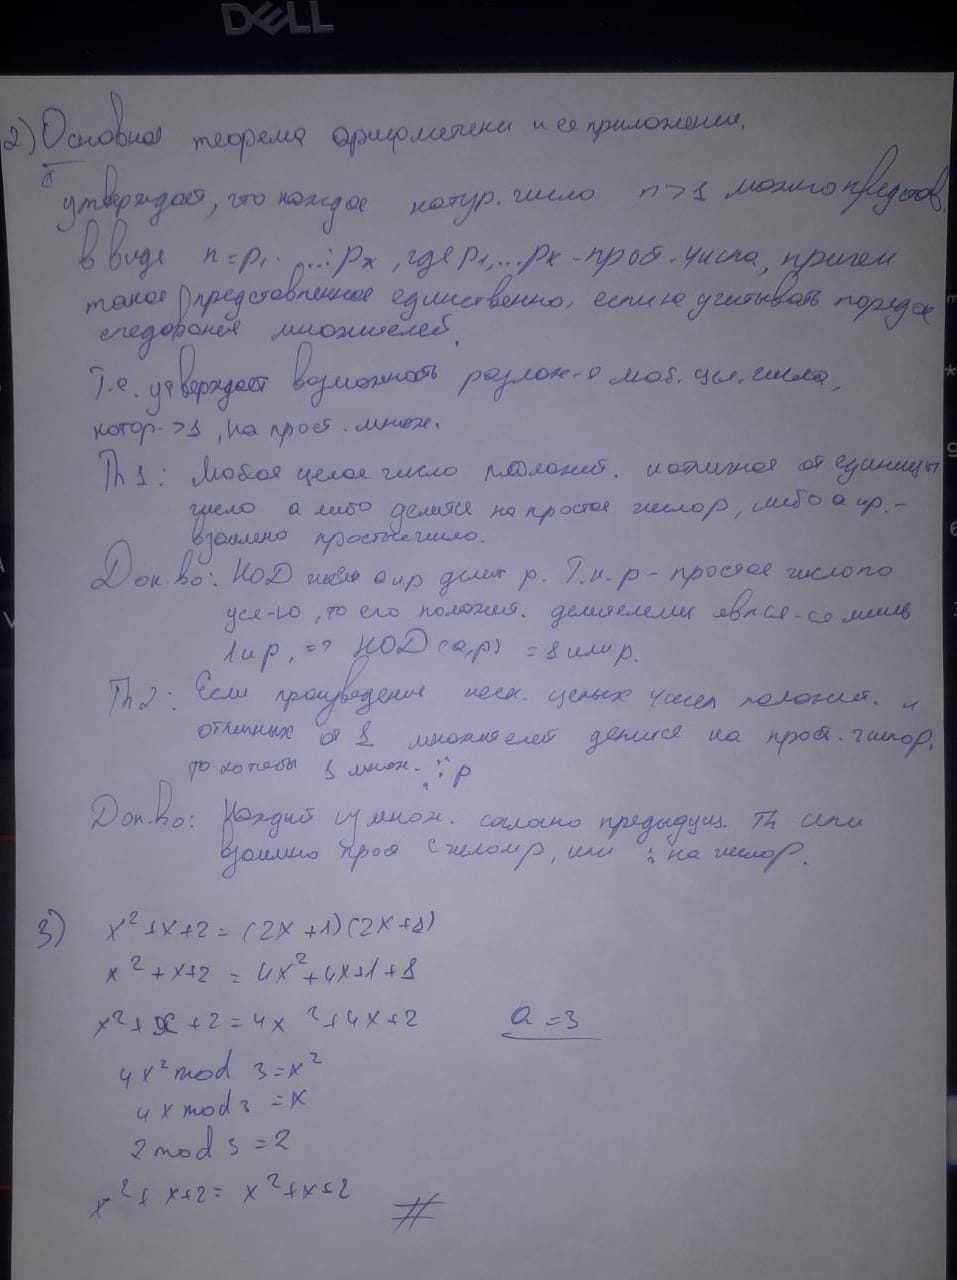 DELL
2) Основная теорема арифметики и ее приложения.
утверждает, что каждое натур. число n>1 можно представ.
в виде n=p₁·...·pₓ, где p₁,...pₓ - прост. числа, причем
такое представление единственно, если не учитывать порядок
следования множителей.
Т.е. утверждает возможность разлож-я люб. цел. числа,
котор. >1, на прост. множ.
Th 1: Любое целое число положит. и отличное от единицы
число a либо делится на простое число p, либо a и p -
взаимно простые число.
Док-во: НОД числа a и p делит p. Т.к. p - простое число по
усл-ю, то его положит. делителями явл-ся лишь
1 и p, => НОД (a,p) = 1 или p.
Th 2: Если произведение неск. целых чисел положит. и
отличных от 1 множителей делится на прост. число p,
то хотя бы 1 множ. ⋮ p
Док-во: Каждый из множ. согласно предыдущ. Th или
взаимно прост с числом p, или ⋮ на число p.
3) x²+x+2 = (2x+1)(2x+1)
x²+x+2 = 4x²+4x+1+1
x²+x+2=4x²+4x+2 a=3
4x² mod 3=x²
4x mod 3 =x
2 mod 3 =2
x²+x+2= x²+x+2 #